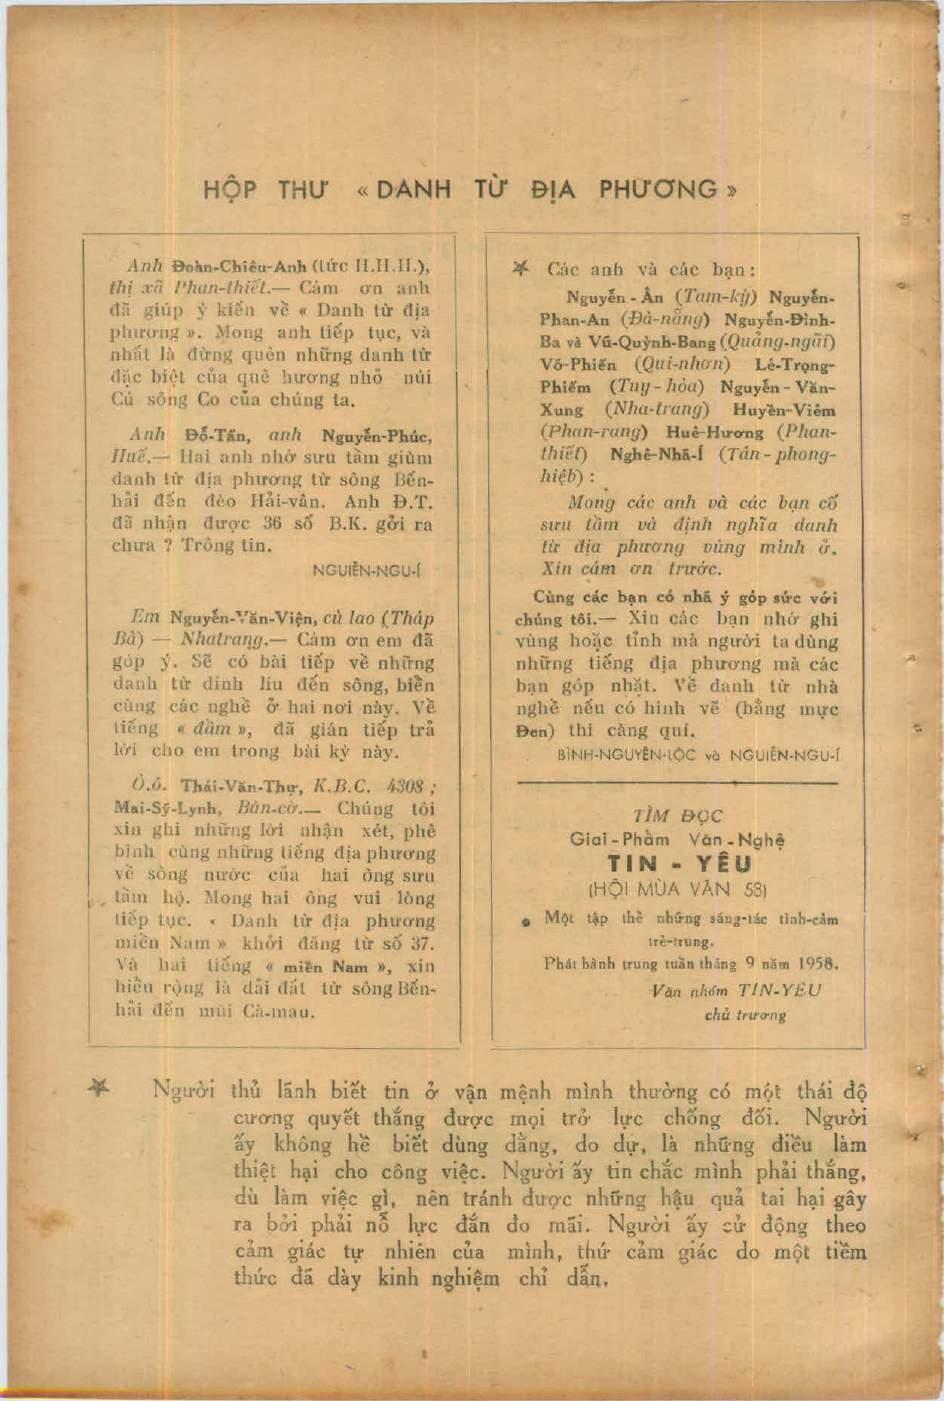 HỘP THƯ « DANH TỪ ĐỊA PHƯƠNG »
Anh Đoàn-Chiêu-Anh (tức H.H.H.),
thị xã Phan-thiết.— Cám ơn anh
đã giúp ý kiến về « Danh từ địa
phương ». Mong anh tiếp tục, và
nhất là đừng quên những danh từ
đặc biệt của quê hương nhỏ núi
Cú sông Co của chúng ta.
Anh Đỗ-Tấn, anh Nguyễn-Phúc,
Huế.— Hai anh nhớ sưu tầm giùm
danh từ địa phương từ sông Bến-
hải đến đèo Hải-vân. Anh Đ.T.
đã nhận được 36 số B.K. gởi ra
chưa ? Trông tin.
NGUIỄN-NGU-Í
Em Nguyễn-Văn-Viện, cù lao (Tháp
Bà) — Nhatrang.— Cám ơn em đã
góp ý. Sẽ có bài tiếp về những
danh từ dính líu đến sông, biển
cùng các nghề ở hai nơi này. Về
tiếng « đầm », đã gián tiếp trả
lời cho em trong bài kỳ này.
Ô.ô. Thái-Văn-Thư, K.B.C. 4308 ;
Mai-Sỹ-Lynh, Bàn-cờ.— Chúng tôi
xin ghi những lời nhận xét, phê
bình cùng những tiếng địa phương
về sông nước của hai ông sưu
tầm hộ. Mong hai ông vui lòng
tiếp tục. « Danh từ địa phương
miền Nam » khởi đăng từ số 37.
Và hai tiếng « miền Nam », xin
hiểu rộng là dải đất từ sông Bến-
hải đến mũi Cà-mau.
Các anh và các bạn :
Nguyễn - Ân (Tam-kỳ) Nguyễn-
Phan-An (Đà-nẵng) Nguyễn-Đình-
Ba và Vũ-Quỳnh-Bang (Quảng-ngãi)
Võ-Phiến (Qui-nhơn) Lê-Trọng-
Phiếm (Tuy - hòa) Nguyễn - Văn-
Xung (Nha-trang) Huyền-Viêm
(Phan-rang) Huê-Hương (Phan-
thiết) Nghê-Nhã-Í (Tân - phong-
hiệp) :
Mong các anh và các bạn cố
sưu tầm và định nghĩa danh
từ địa phương vùng mình ở.
Xin cám ơn trước.
Cùng các bạn có nhã ý góp sức với
chúng tôi.— Xin các bạn nhớ ghi
vùng hoặc tỉnh mà người ta dùng
những tiếng địa phương mà các
bạn góp nhặt. Về danh từ nhà
nghề nếu có hình vẽ (bằng mực
Đen) thì càng quí.
BÌNH-NGUYÊN-LỘC và NGUIỄN-NGU-Í
TÌM ĐỌC
Giai - Phẩm Văn - Nghệ
TIN - YÊU
(HỘI MÙA VĂN 58)
Một tập thể những sáng-tác tình-cảm
trẻ-trung.
Phát hành trung tuần tháng 9 năm 1958.
Văn nhóm TIN-YÊU
chủ trương
Người thủ lãnh biết tin ở vận mệnh mình thường có một thái độ
cương quyết thắng được mọi trở lực chống đối. Người
ấy không hề biết dùng dằng, do dự, là những điều làm
thiệt hại cho công việc. Người ấy tin chắc mình phải thắng,
dù làm việc gì, nên tránh được những hậu quả tai hại gây
ra bởi phải nỗ lực đắn đo mãi. Người ấy cử động theo
cảm giác tự nhiên của mình, thứ cảm giác do một tiềm
thức đã dày kinh nghiệm chỉ dẫn.